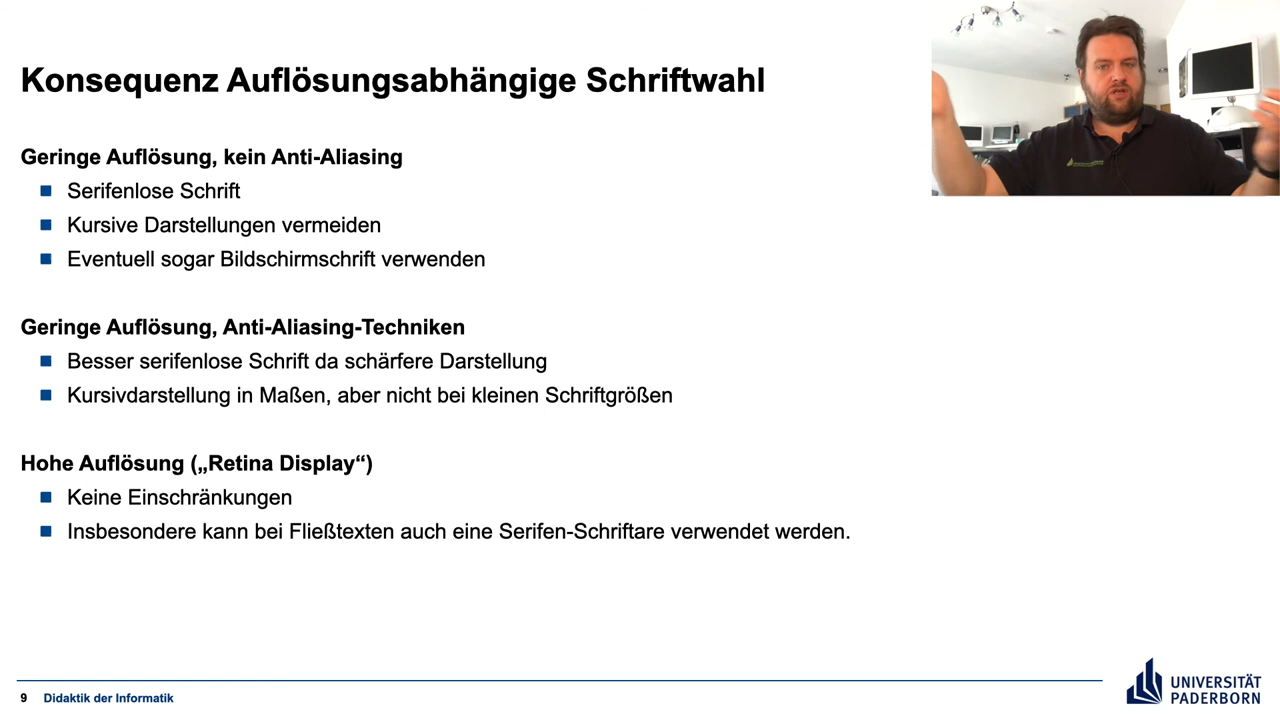 Konsequenz Auflösungsabhängige Schriftwahl
Geringe Auflösung, kein Anti-Aliasing
Serifenlose Schrift
Kursive Darstellungen vermeiden
Eventuell sogar Bildschirmschrift verwenden
Geringe Auflösung, Anti-Aliasing-Techniken
Besser serifenlose Schrift da schärfere Darstellung
Kursivdarstellung in Maßen, aber nicht bei kleinen Schriftgrößen
Hohe Auflösung („Retina Display“)
Keine Einschränkungen
Insbesondere kann bei Fließtexten auch eine Serifen-Schriftare verwendet werden.
9 Didaktik der Informatik
UNIVERSITÄT
PADERBORN